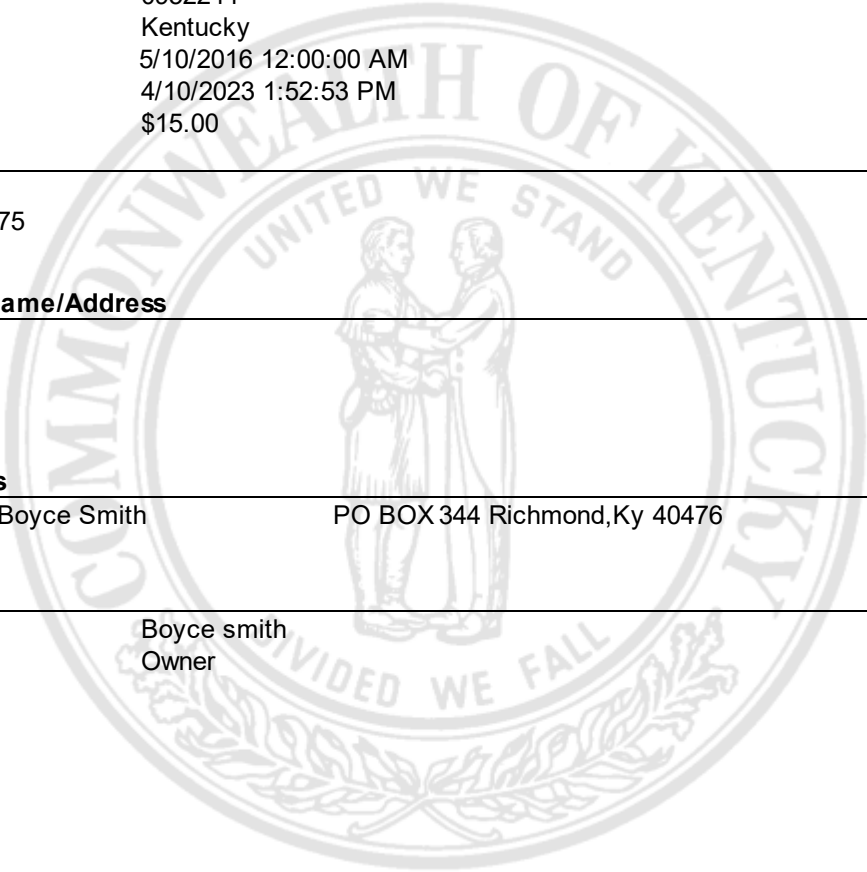 Kentucky
5/10/2016 12:00:00 AM
4/10/2023 1:52:53 PM
$15.00
75
ame/Address
s
Boyce Smith PO BOX 344 Richmond,Ky 40476
Boyce smith
Owner
COMMONWEALTH OF KENTUCKY
UNITED WE STAND
DIVIDED WE FALL